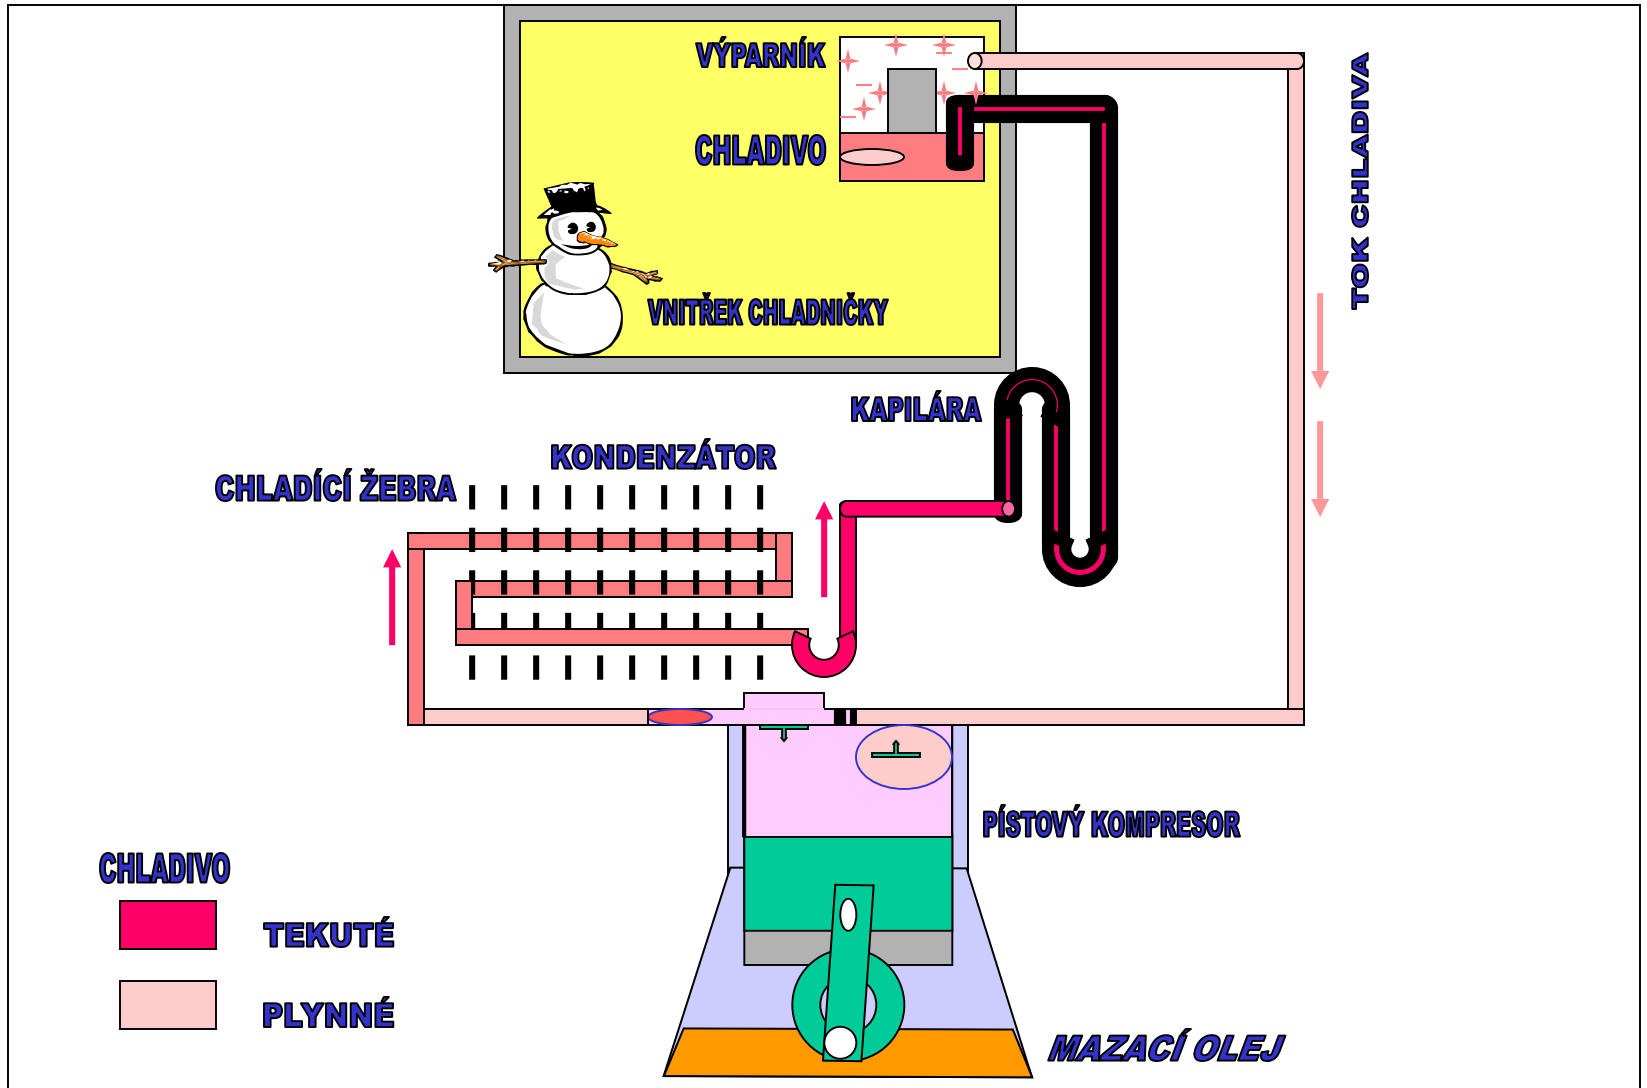 VÝPARNÍK
CHLADIVO
TOK CHLADIVA
VNITŘEK CHLADNIČKY
KAPILÁRA
KONDENZÁTOR
CHLADÍCÍ ŽEBRA
PÍSTOVÝ KOMPRESOR
CHLADIVO
TEKUTÉ
PLYNNÉ
MAZACÍ OLEJ